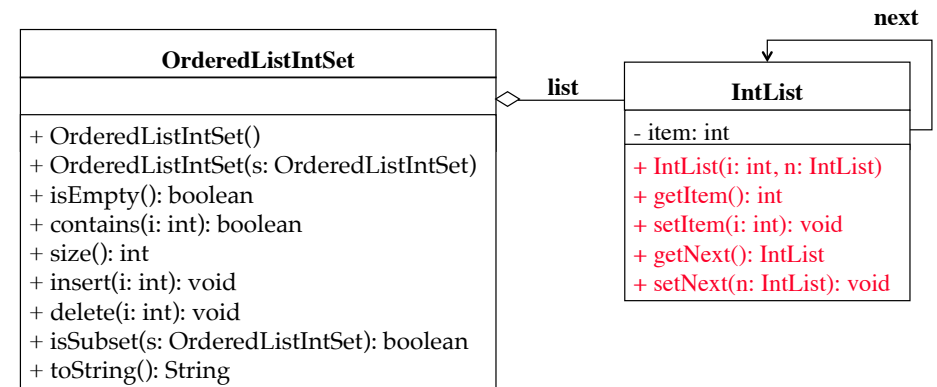 next
OrderedListIntSet
list
IntList
- item: int
+ OrderedListIntSet()
+ OrderedListIntSet(s: OrderedListIntSet)
+ isEmpty(): boolean
+ contains(i: int): boolean
+ size(): int
+ insert(i: int): void
+ delete(i: int): void
+ isSubset(s: OrderedListIntSet): boolean
+ toString(): String
+ IntList(i: int, n: IntList)
+ getItem(): int
+ setItem(i: int): void
+ getNext(): IntList
+ setNext(n: IntList): void